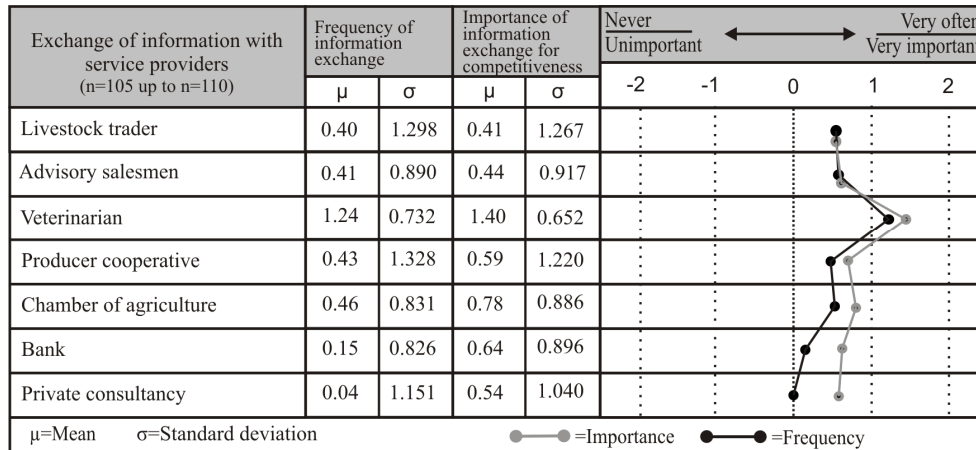 Exchange of information with
service providers
(n=105 up to n=110)
Frequency of
information
exchange
Importance of
information
exchange for
competitiveness
Never
Unimportant
Very often
Very important
μ σ μ σ
-2 -1 0 1 2
Livestock trader 0.40 1.298 0.41 1.267
Advisory salesmen 0.41 0.890 0.44 0.917
Veterinarian 1.24 0.732 1.40 0.652
Producer cooperative 0.43 1.328 0.59 1.220
Chamber of agriculture 0.46 0.831 0.78 0.886
Bank 0.15 0.826 0.64 0.896
Private consultancy 0.04 1.151 0.54 1.040
μ=Mean σ=Standard deviation =Importance =Frequency